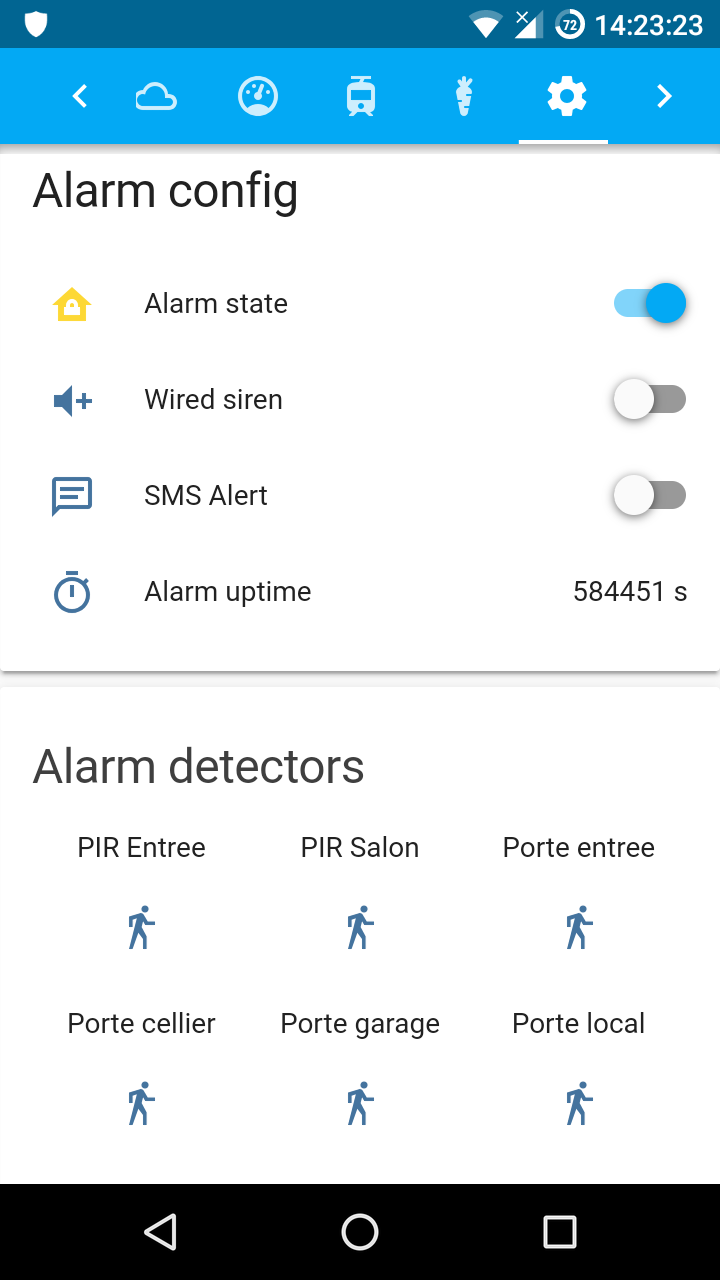 72 14:23:23
Alarm config
Alarm state
Wired siren
SMS Alert
Alarm uptime 584451 s
Alarm detectors
PIR Entree PIR Salon Porte entree
Porte cellier Porte garage Porte local